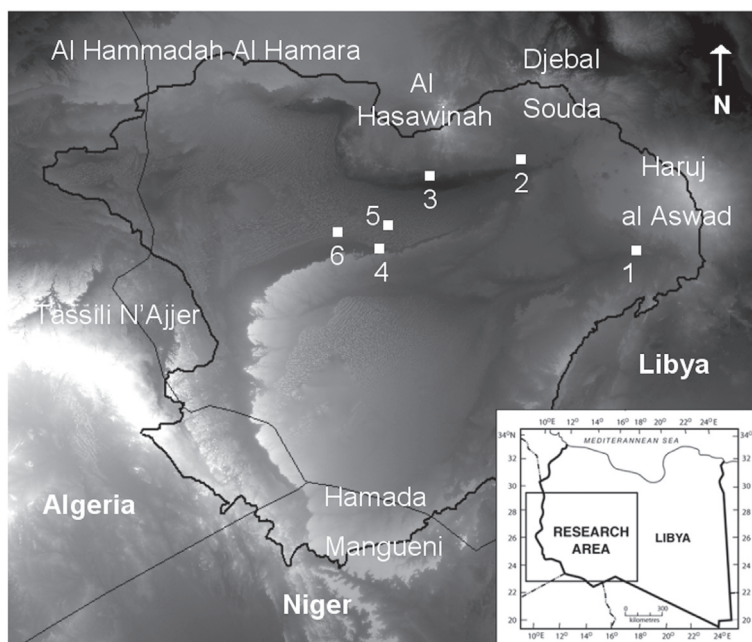 Al Hammadah Al Hamara
Al
Hasawinah
Djebal
Souda
N
Haruj
al Aswad
3
2
5
6
4
1
Tassili N'Ajjer
Libya
Algeria
Hamada
Mangueni
Niger
10°E 12° 15° 16° 18° 20° 22° 24°E
34°N
32
30
28
26
24
22
20
MEDITERANNEAN SEA
RESEARCH
AREA
LIBYA
0 300
kilometres
34°
32
30
28
26
24
22
20
10°E 12° 14° 16° 18° 20° 22° 24°E